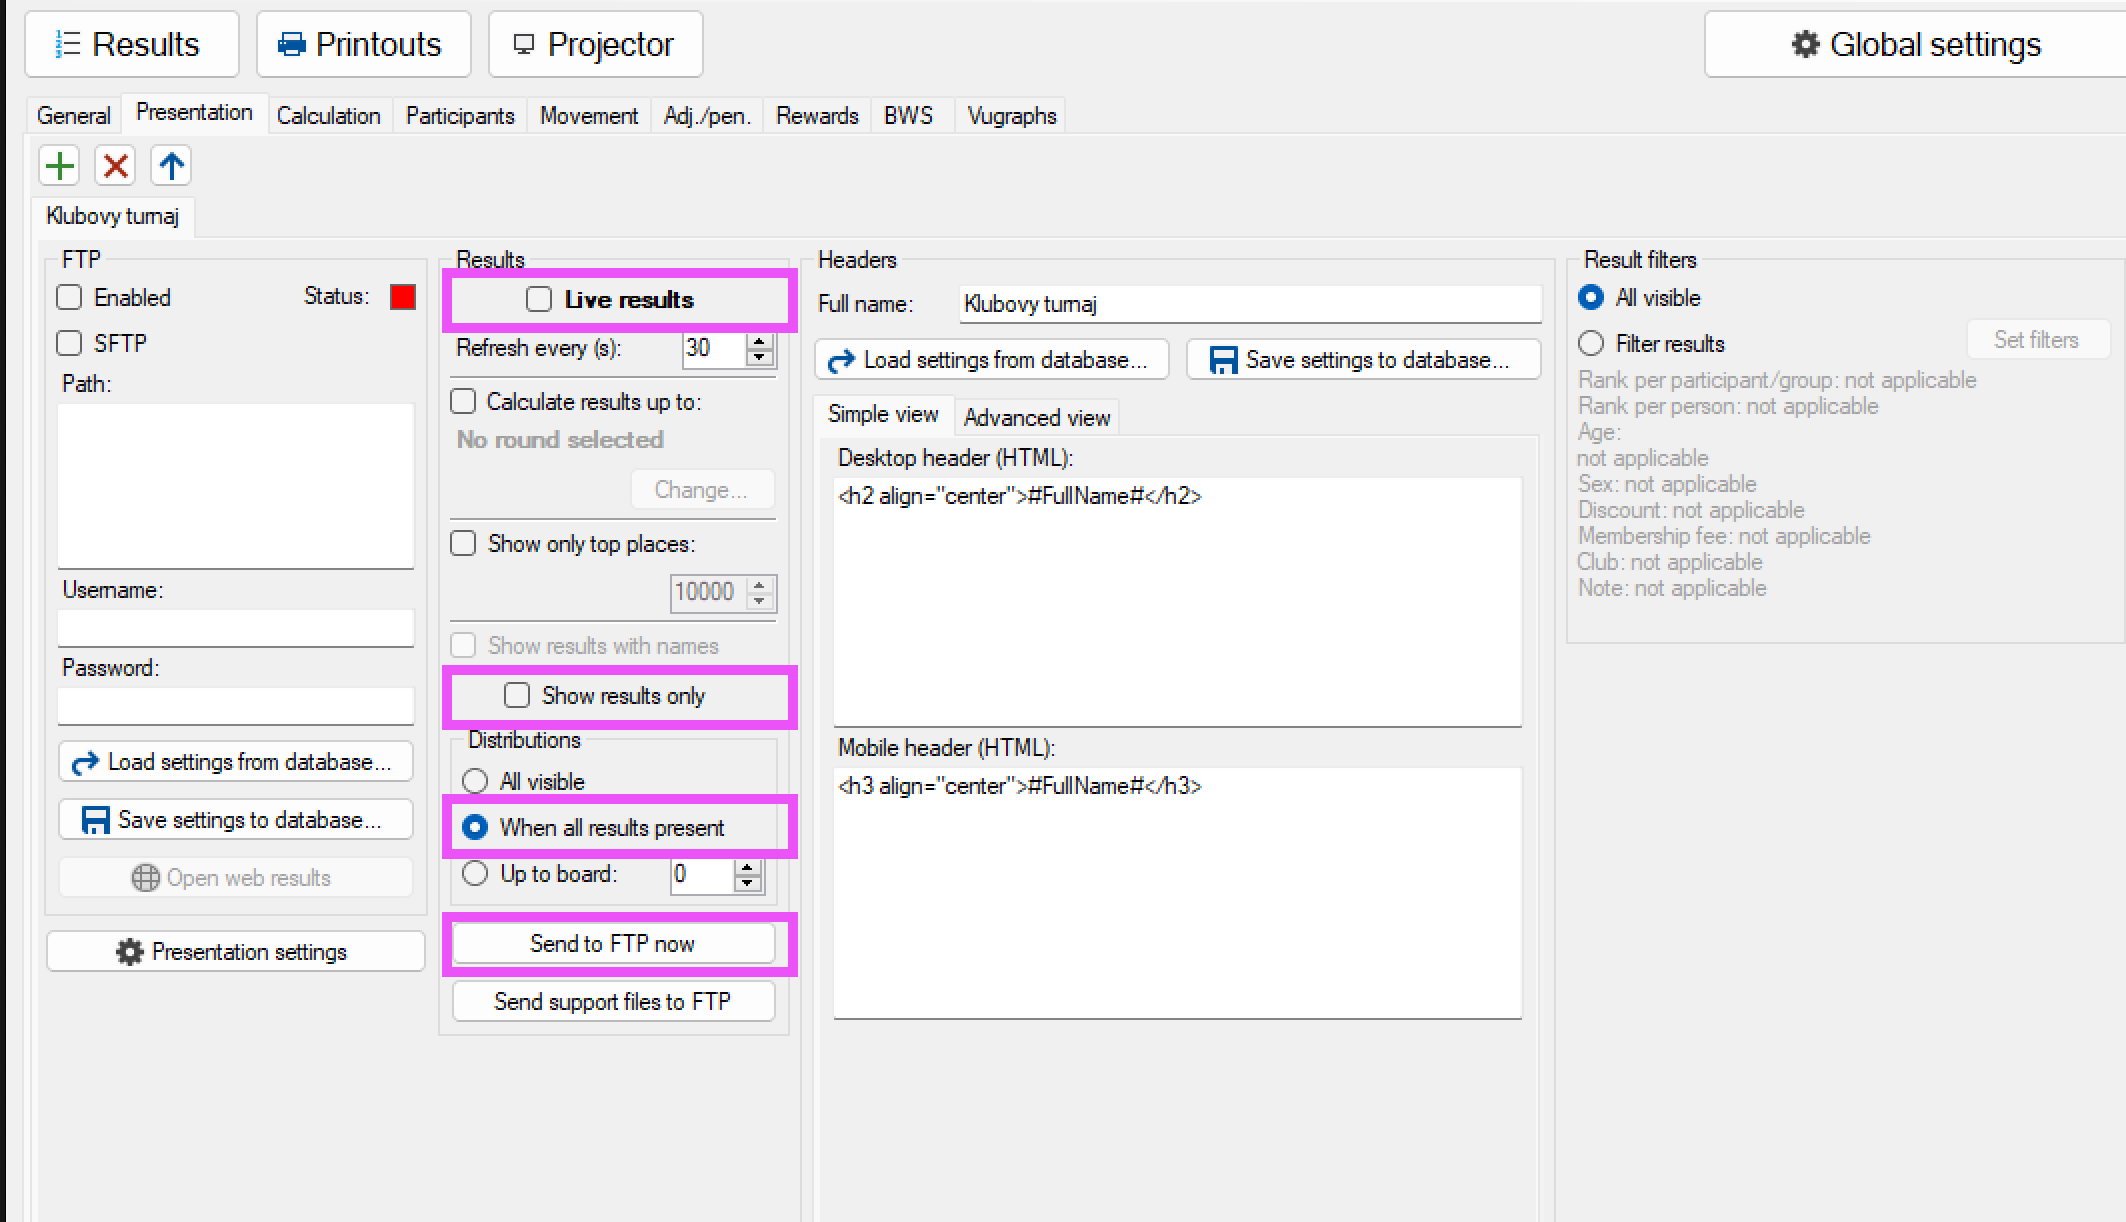 Results
Printouts
Projector
Global settings
General
Presentation
Calculation
Participants
Movement
Adj./pen.
Rewards
BWS
Vugraphs
Klubovy turnaj
FTP
Enabled
Status:
SFTP
Path:
Username:
Password:
Load settings from database...
Save settings to database...
Open web results
Presentation settings
Results
Live results
Refresh every (s):
30
Calculate results up to:
No round selected
Change...
Show only top places:
10000
Show results with names
Show results only
Distributions
All visible
When all results present
Up to board:
0
Send to FTP now
Send support files to FTP
Headers
Full name:
Klubovy turnaj
Load settings from database...
Save settings to database...
Simple view
Advanced view
Desktop header (HTML):
<h2 align="center">#FullName#</h2>
Mobile header (HTML):
<h3 align="center">#FullName#</h3>
Result filters
All visible
Filter results
Set filters
Rank per participant/group: not applicable
Rank per person: not applicable
Age:
not applicable
Sex: not applicable
Discount: not applicable
Membership fee: not applicable
Club: not applicable
Note: not applicable